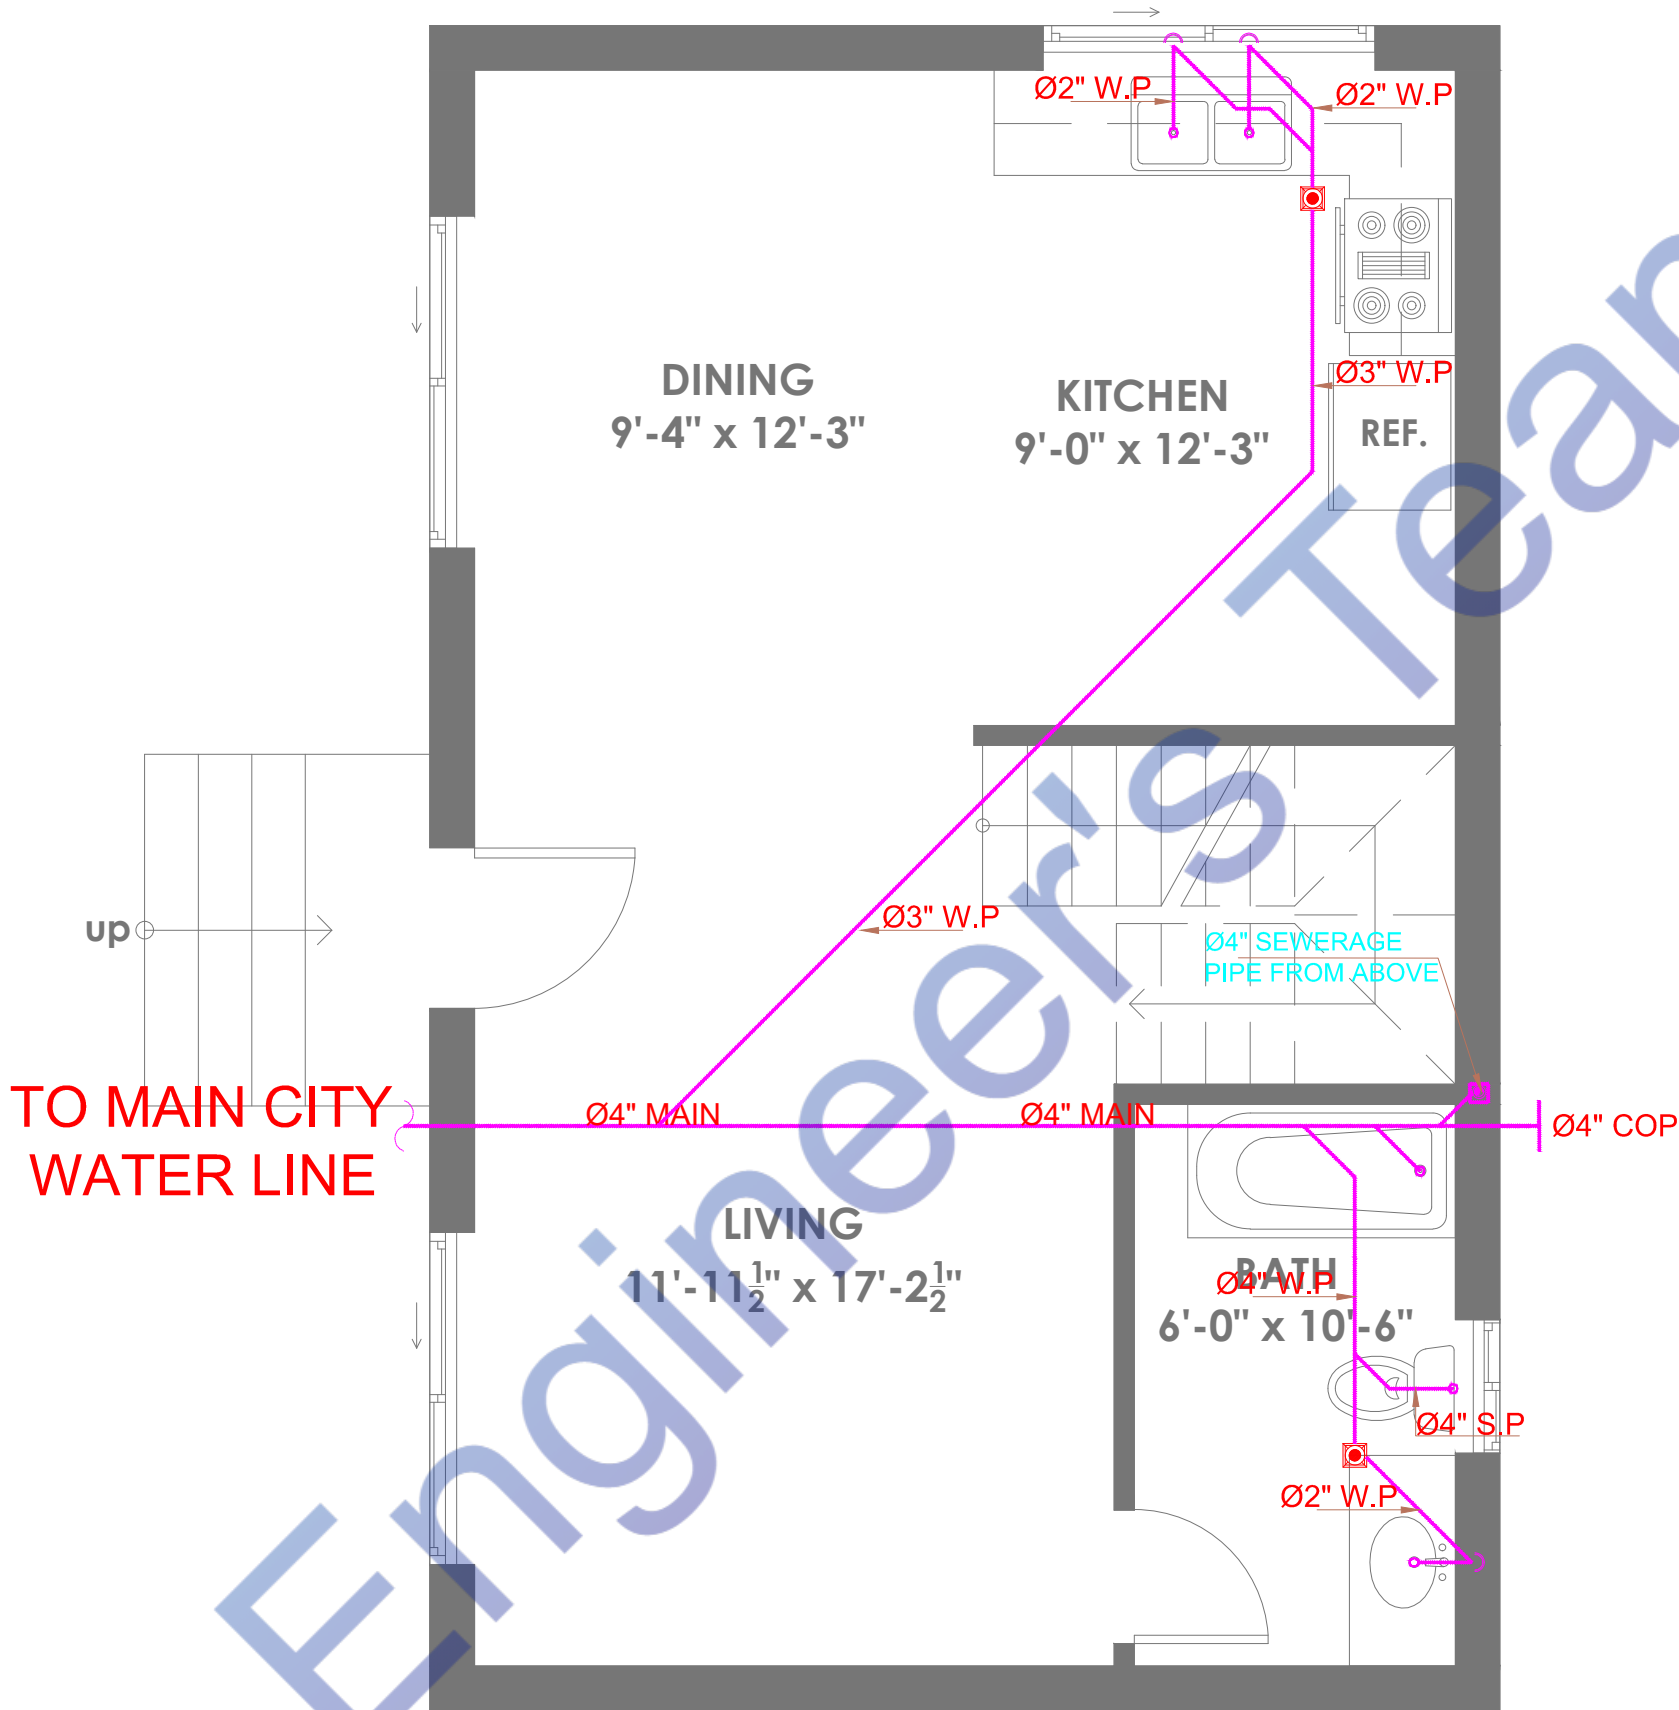 Ø2" W.P
Ø2" W.P
DINING
9'-4" x 12'-3"
KITCHEN
9'-0" x 12'-3"
Ø3" W.P
REF.
Ø3" W.P
up
Ø4" SEWERAGE
PIPE FROM ABOVE
TO MAIN CITY
WATER LINE
Ø4" MAIN
Ø4" MAIN
Ø4" COP
LIVING
11'-11½" x 17'-2½"
BATH
Ø4" W.P
6'-0" x 10'-6"
Ø4" S.P
Ø2" W.P
Engineer's Tea